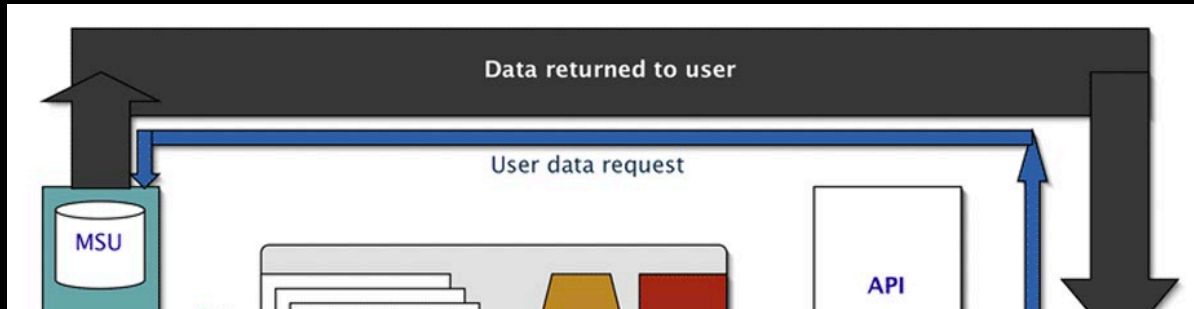 Data returned to user
User data request
MSU
API